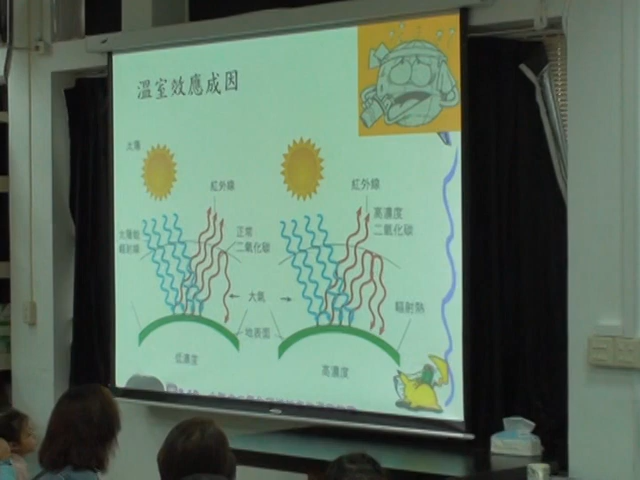 溫室效應成因
太陽
紅外線
紅外線
太陽能
輻射線
正常
二氧化碳
高濃度
二氧化碳
大氣
輻射熱
地表面
低濃度
高濃度